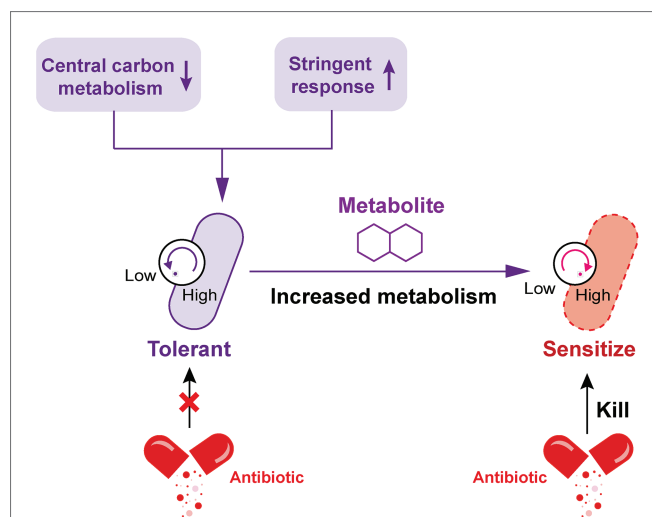 Central carbon
metabolism
Stringent
response
Metabolite
Low
High
Increased metabolism
Low
High
Tolerant
Sensitize
Kill
Antibiotic
Antibiotic